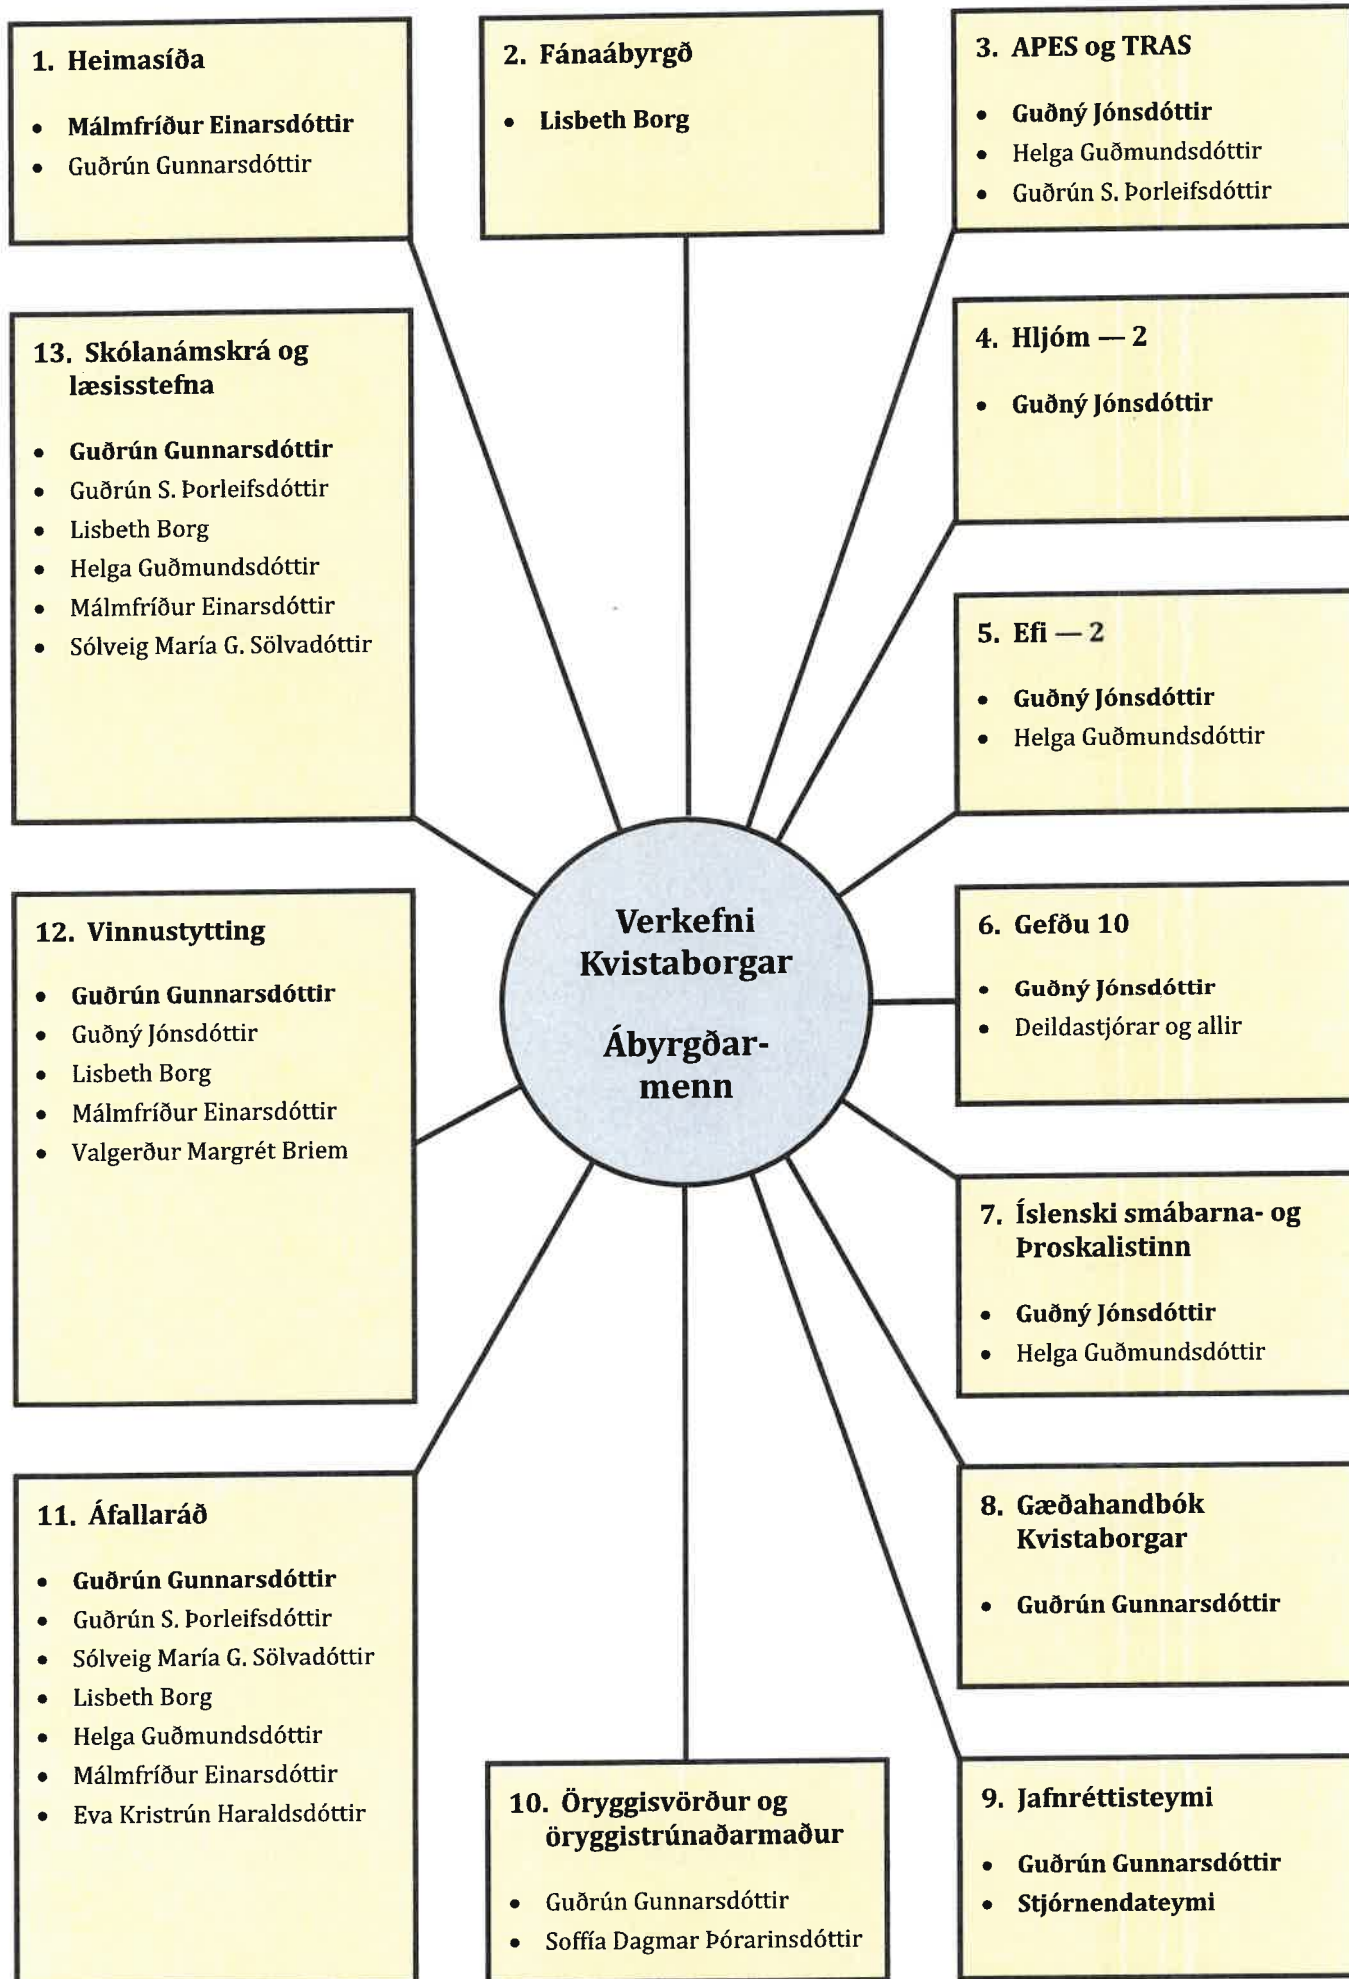 1. Heimasíða
• Málmfríður Einarsdóttir
• Guðrún Gunnarsdóttir
2. Fánaábyrgð
• Lisbeth Borg
3. APES og TRAS
• Guðný Jónsdóttir
• Helga Guðmundsdóttir
• Guðrún S. Þorleifsdóttir
4. Hljóm — 2
• Guðný Jónsdóttir
5. Efi — 2
• Guðný Jónsdóttir
• Helga Guðmundsdóttir
6. Gefðu 10
• Guðný Jónsdóttir
• Deildastjórar og allir
7. Íslenski smábarna- og
Þroskalistinn
• Guðný Jónsdóttir
• Helga Guðmundsdóttir
8. Gæðahandbók
Kvistaborgar
• Guðrún Gunnarsdóttir
9. Jafnréttisteymi
• Guðrún Gunnarsdóttir
• Stjórnendateymi
10. Öryggisvörður og
öryggistrúnaðarmaður
• Guðrún Gunnarsdóttir
• Soffía Dagmar Þórarinsdóttir
11. Áfallaráð
• Guðrún Gunnarsdóttir
• Guðrún S. Þorleifsdóttir
• Sólveig María G. Sölvadóttir
• Lisbeth Borg
• Helga Guðmundsdóttir
• Málmfríður Einarsdóttir
• Eva Kristrún Haraldsdóttir
12. Vinnustytting
• Guðrún Gunnarsdóttir
• Guðný Jónsdóttir
• Lisbeth Borg
• Málmfríður Einarsdóttir
• Valgerður Margrét Briem
13. Skólanámskrá og
læsisstefna
• Guðrún Gunnarsdóttir
• Guðrún S. Þorleifsdóttir
• Lisbeth Borg
• Helga Guðmundsdóttir
• Málmfríður Einarsdóttir
• Sólveig María G. Sölvadóttir
Verkefni
Kvistaborgar
Ábyrgðar-
menn